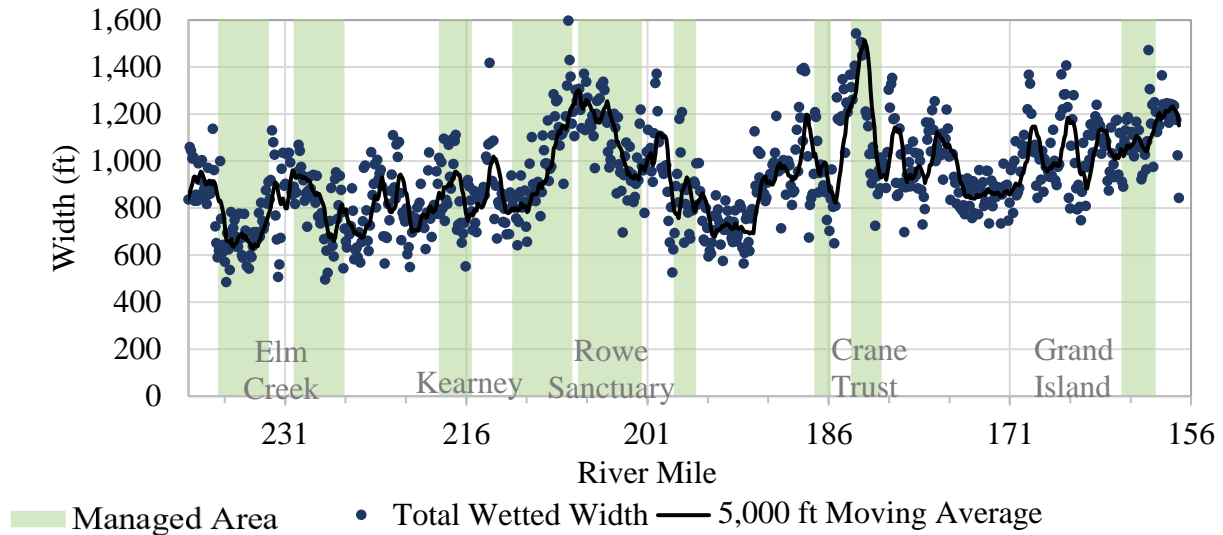 1,600
1,400
1,200
1,000
800
600
400
200
0
Width (ft)
Elm
Creek
Kearney
Rowe
Sanctuary
Crane
Trust
Grand
Island
231 216 201 186 171 156
River Mile
Managed Area Total Wetted Width 5,000 ft Moving Average